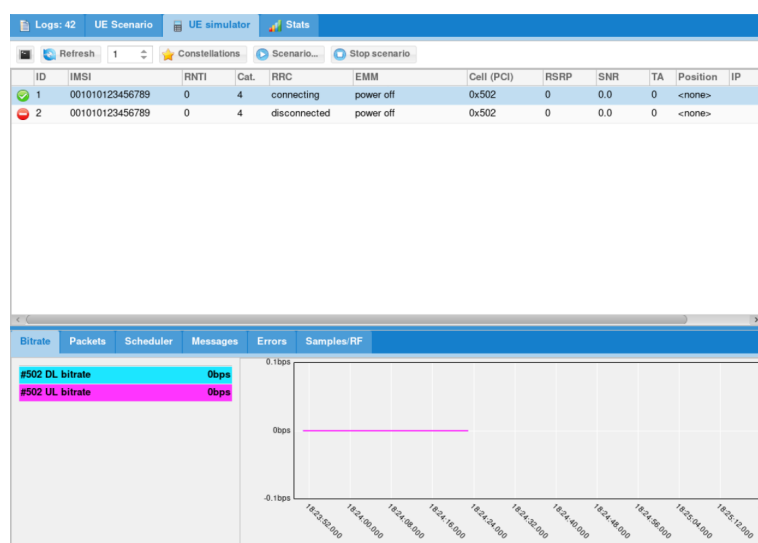 Logs: 42 UE Scenario UE simulator Stats
Refresh 1 Constellations Scenario... Stop scenario
ID IMSI RNTI Cat. RRC EMM Cell (PCI) RSRP SNR TA Position IP
1 001010123456789 0 4 connecting power off 0x502 0 0.0 0 <none>
2 001010123456789 0 4 disconnected power off 0x502 0 0.0 0 <none>
Bitrate Packets Scheduler Messages Errors Samples/RF
#502 DL bitrate 0bps
#502 UL bitrate 0bps
0.1bps
0bps
-0.1bps
18:23:52.000 18:24:00.000 18:24:08.000 18:24:16.000 18:24:24.000 18:24:32.000 18:24:40.000 18:24:48.000 18:24:56.000 18:25:04.000 18:25:12.000